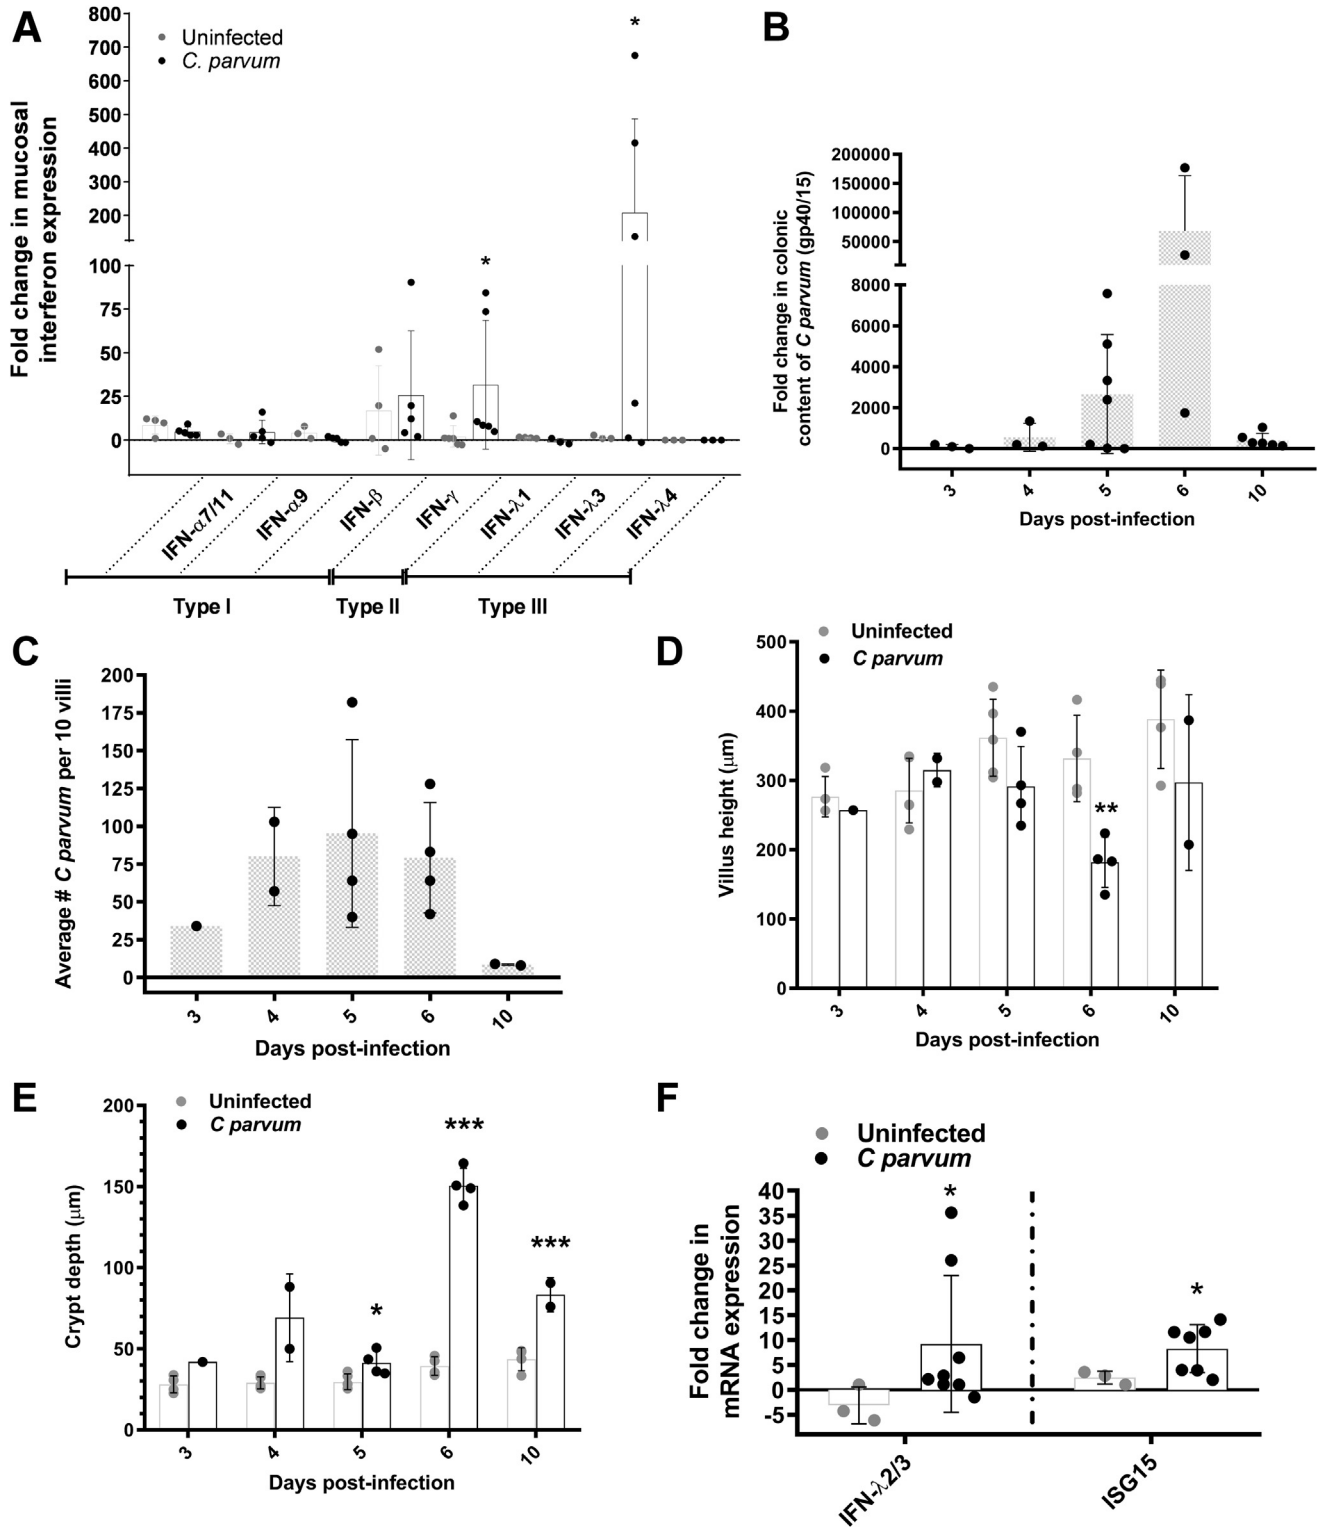 A
800
700
600
500
400
300
200
100
75
50
25
0
Fold change in mucosal
interferon expression
Uninfected
C. parvum
*
*
IFN-α7/11
IFN-α9
IFN-β
IFN-γ
IFN-λ1
IFN-λ3
IFN-λ4
Type I
Type II
Type III
B
200000
150000
100000
50000
8000
6000
4000
2000
0
Fold change in colonic
content of C parvum (gp40/15)
3
4
5
6
10
Days post-infection
C
200
175
150
125
100
75
50
25
0
Average # C parvum per 10 villi
3
4
5
6
10
Days post-infection
D
Uninfected
C parvum
500
400
300
200
100
0
Villus height (μm)
**
3
4
5
6
10
Days post-infection
E
Uninfected
C parvum
200
150
100
50
0
Crypt depth (μm)
*
***
***
3
4
5
6
10
Days post-infection
F
Uninfected
C parvum
40
35
30
25
20
15
10
5
0
-5
Fold change in
mRNA expression
*
*
IFN-λ2/3
ISG15